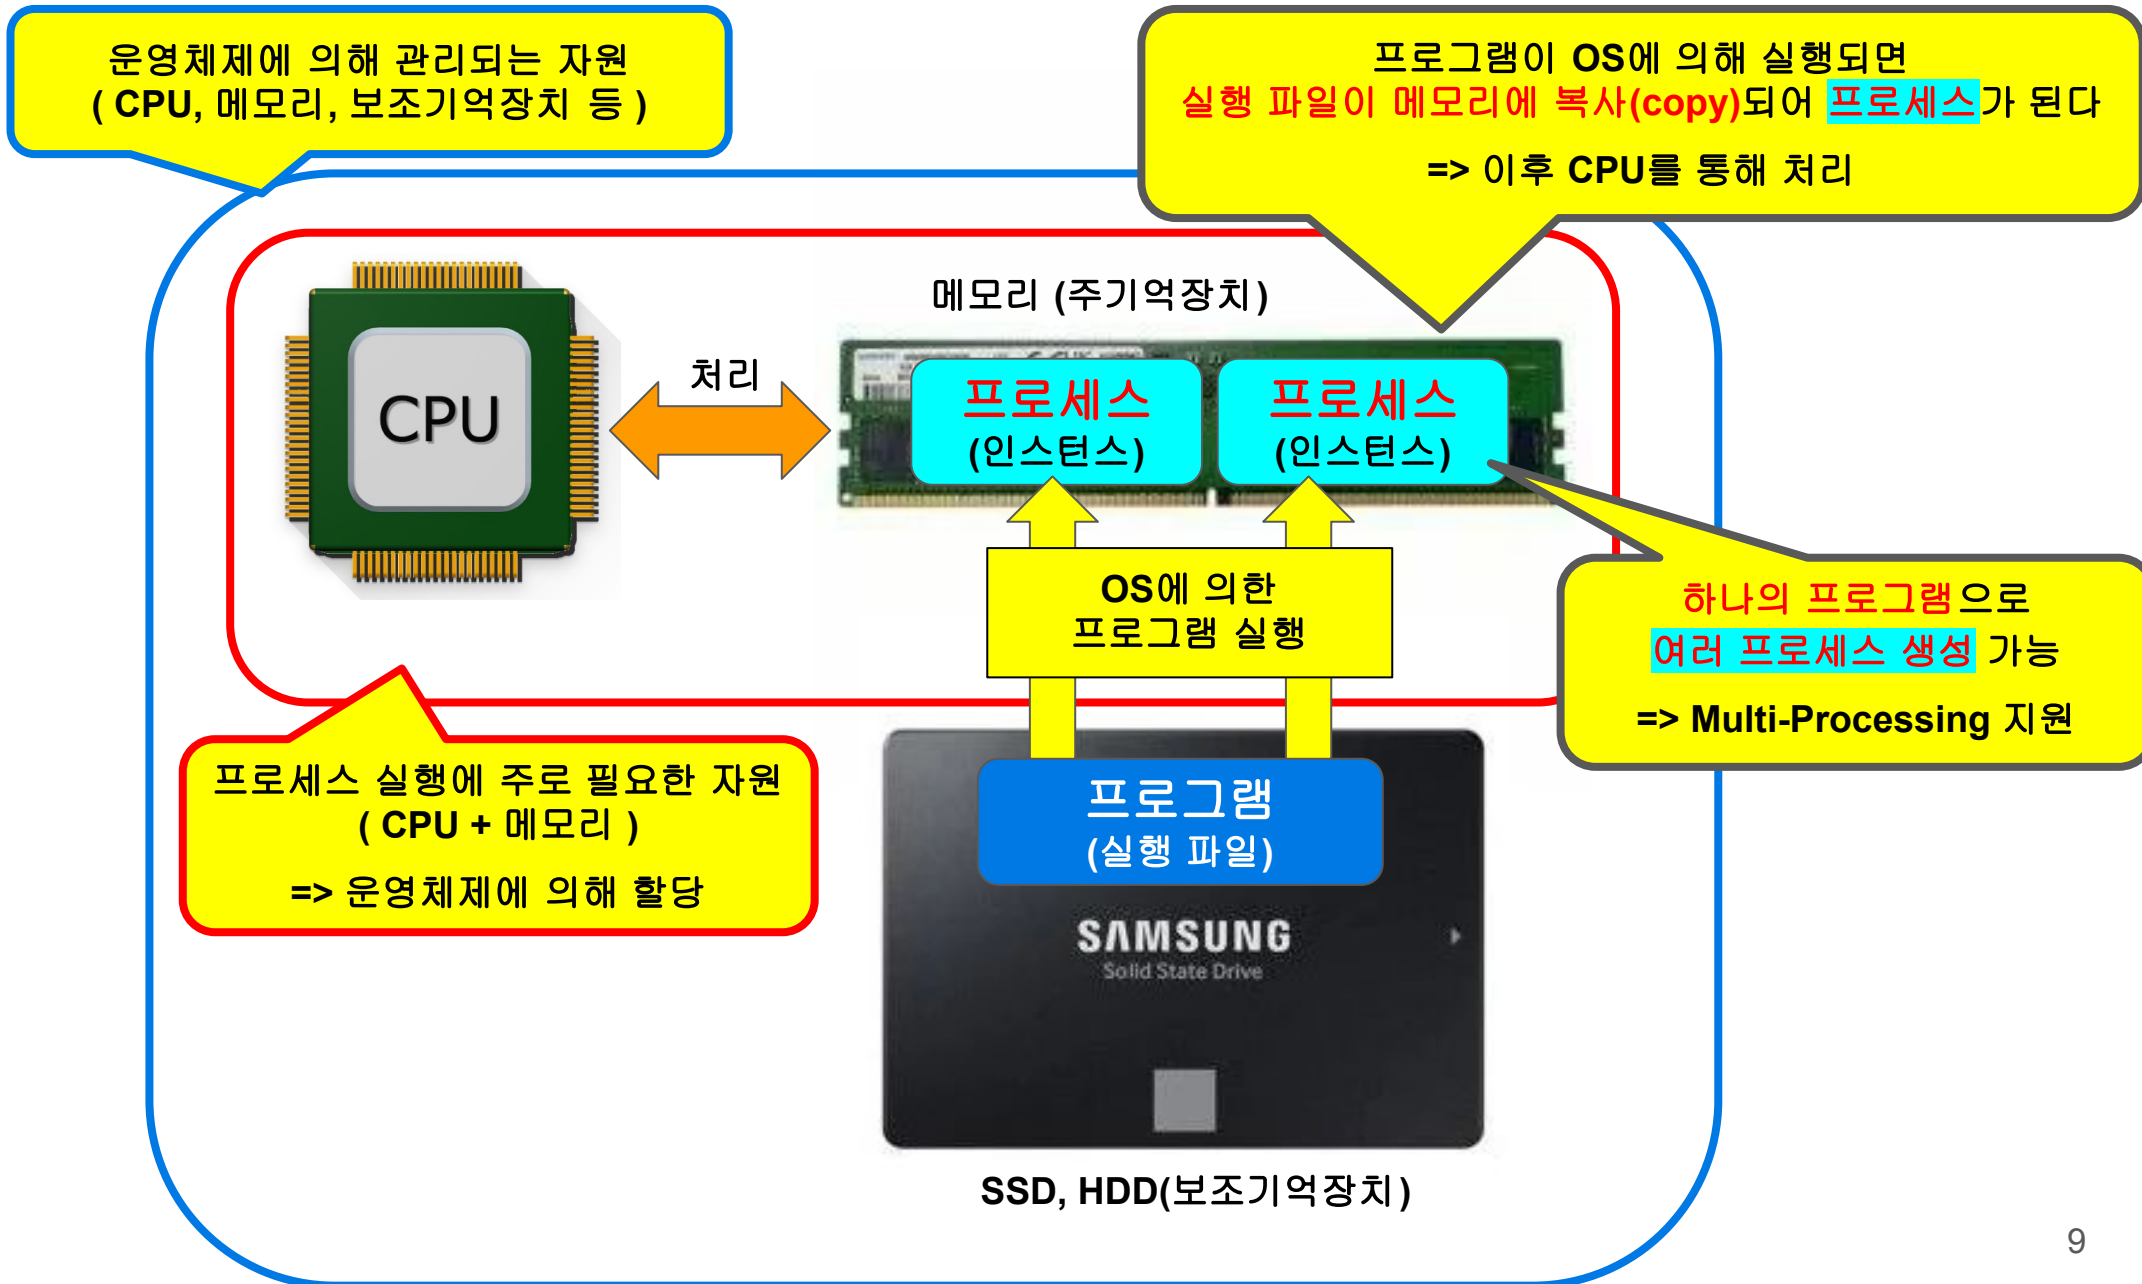 운영체제에 의해 관리되는 자원
( CPU, 메모리, 보조기억장치 등 )
프로그램이 OS에 의해 실행되면
실행 파일이 메모리에 복사(copy)되어 프로세스가 된다
=> 이후 CPU를 통해 처리
메모리 (주기억장치)
CPU
처리
프로세스
(인스턴스)
프로세스
(인스턴스)
OS에 의한
프로그램 실행
하나의 프로그램으로
여러 프로세스 생성 가능
=> Multi-Processing 지원
프로세스 실행에 주로 필요한 자원
( CPU + 메모리 )
=> 운영체제에 의해 할당
프로그램
(실행 파일)
SAMSUNG
Solid State Drive
SSD, HDD(보조기억장치)
9